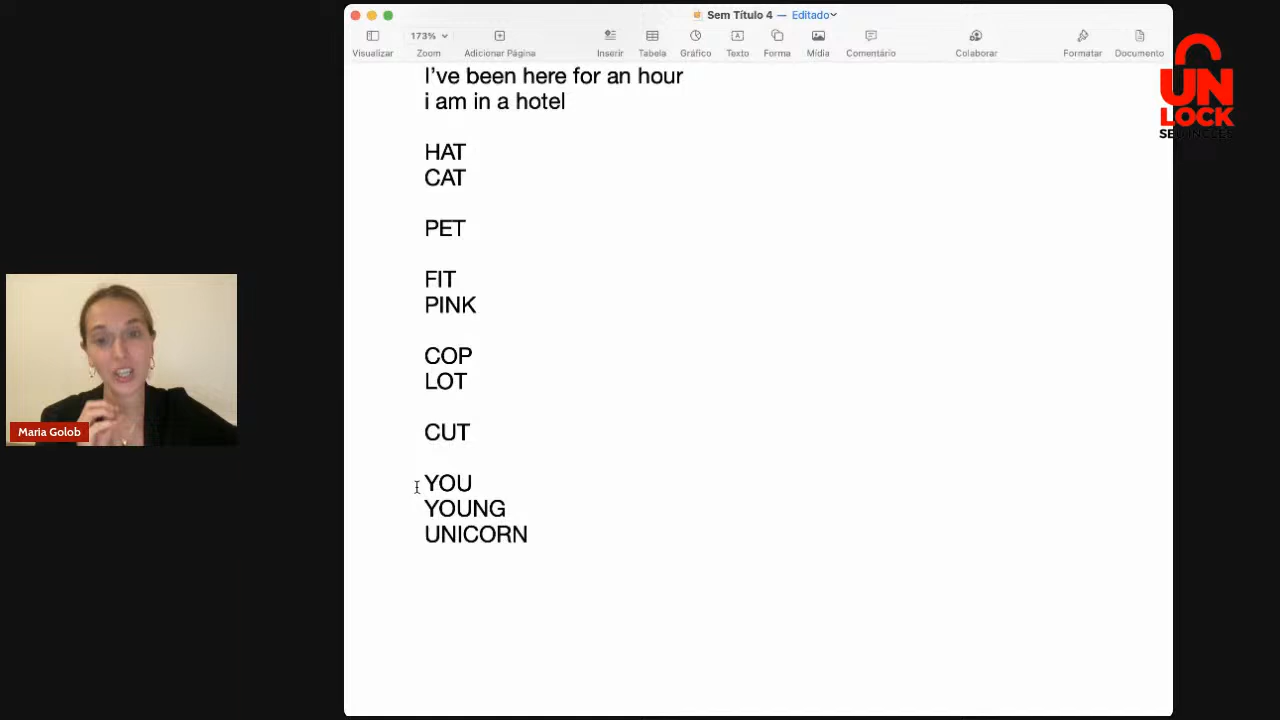 Sem Título 4 — Editado
173%
Visualizar
Zoom
Adicionar Página
Inserir
Tabela
Gráfico
Texto
Forma
Mídia
Comentário
Colaborar
Formatar
Documento
UN
LOCK
I've been here for an hour
i am in a hotel
HAT
CAT
PET
FIT
PINK
COP
LOT
CUT
YOU
YOUNG
UNICORN
Maria Golob